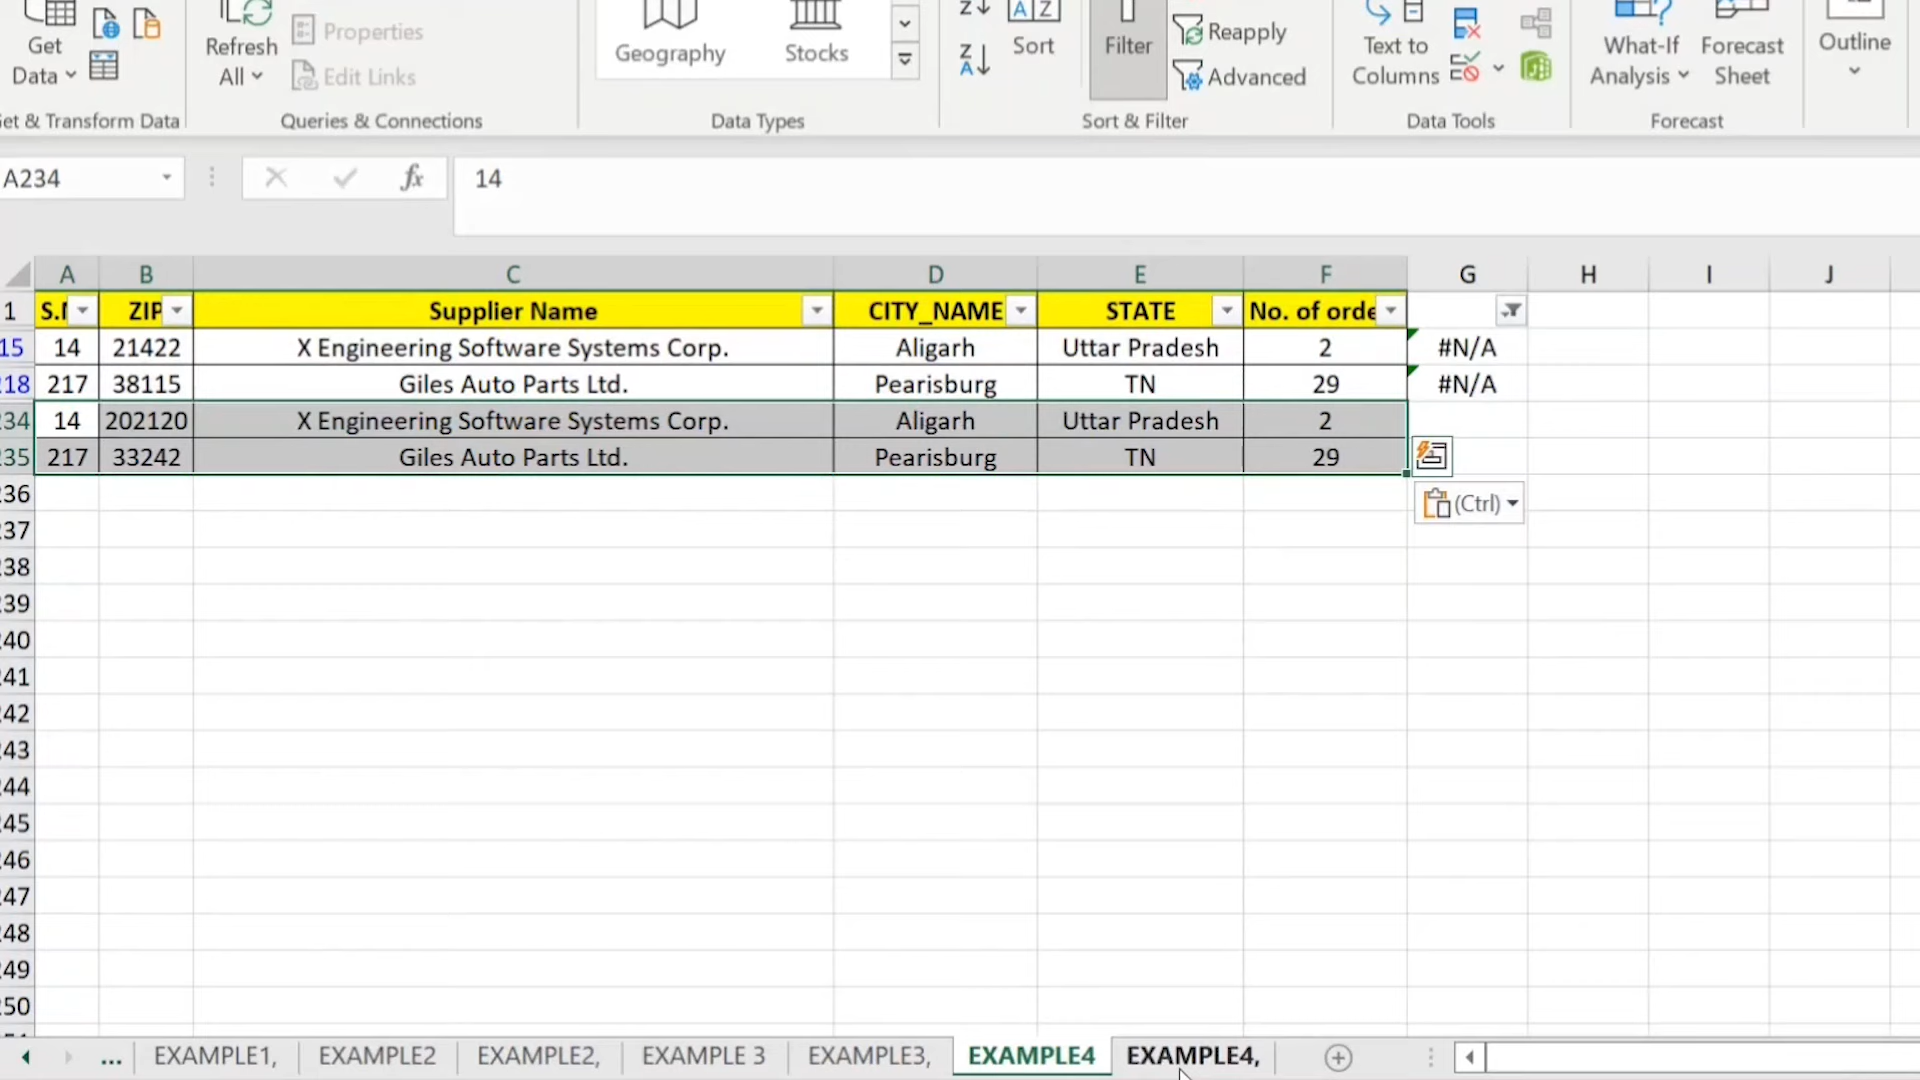 Get
Data
Refresh
All
Properties
Edit Links
Geography
Stocks
Sort
Filter
Reapply
Advanced
Text to
Columns
What-If
Analysis
Forecast
Sheet
Outline
et & Transform Data
Queries & Connections
Data Types
Sort & Filter
Data Tools
Forecast
A234
fx
14
A B C D E F G H I J
1 S.N ZIP Supplier Name CITY_NAME STATE No. of orde
15 14 21422 X Engineering Software Systems Corp. Aligarh Uttar Pradesh 2 #N/A
18 217 38115 Giles Auto Parts Ltd. Pearisburg TN 29 #N/A
34 14 202120 X Engineering Software Systems Corp. Aligarh Uttar Pradesh 2
35 217 33242 Giles Auto Parts Ltd. Pearisburg TN 29
36
(Ctrl)
37
38
39
40
41
42
43
44
45
46
47
48
49
50
... EXAMPLE1, EXAMPLE2 EXAMPLE2, EXAMPLE 3 EXAMPLE3, EXAMPLE4 EXAMPLE4,